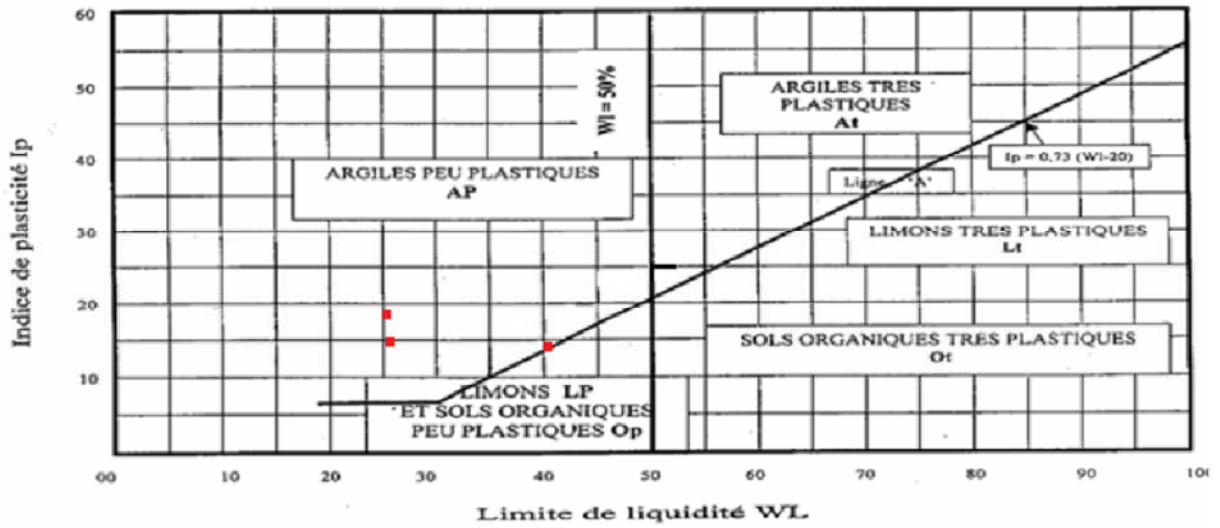 60
50
40
30
20
10
Indice de plasticité Ip
Wl = 50%
ARGILES TRES
PLASTIQUES
At
Ip = 0,73 (Wl-20)
ARGILES PEU PLASTIQUES
AP
Ligne 'A'
LIMONS TRES PLASTIQUES
Lt
SOLS ORGANIQUES TRES PLASTIQUES
Ot
LIMONS LP
ET SOLS ORGANIQUES
PEU PLASTIQUES Op
00 10 20 30 40 50 60 70 80 90 100
Limite de liquidité WL